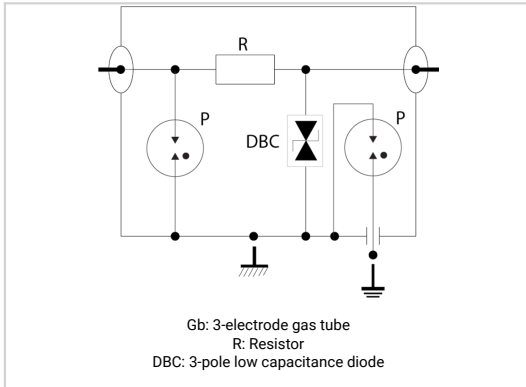 R
P
DBC
P
Gb: 3-electrode gas tube
R: Resistor
DBC: 3-pole low capacitance diode